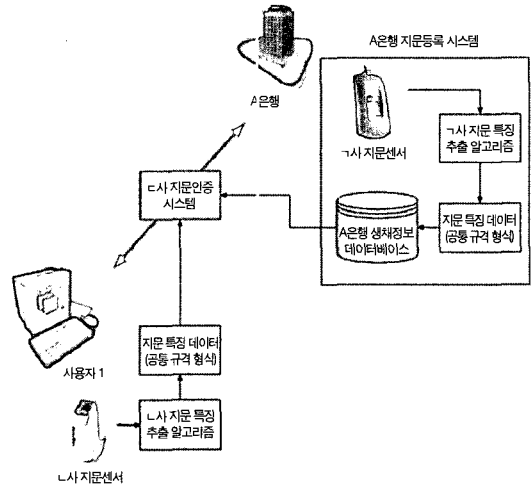 A은행 지문등록 시스템
A은행
ㄱ사 지문센서
ㄱ사 지문 특징
추출 알고리즘
ㄷ사 지문인증
시스템
A은행 생채정보
데이터베이스
지문 특징 데이터
(공통 규격 형식)
사용자 1
지문 특징 데이터
(공통 규격 형식)
ㄴ사 지문 특징
추출 알고리즘
ㄴ사 지문센서